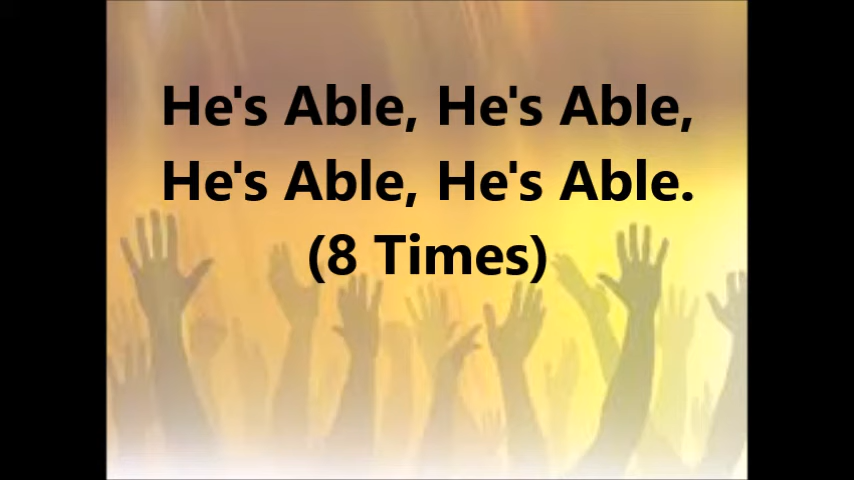 He's Able, He's Able,
He's Able, He's Able.
(8 Times)